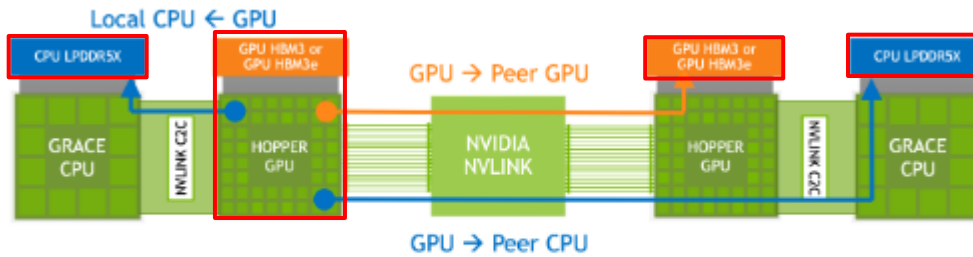 Local CPU ← GPU
CPU LPDDR5X
GPU HBM3 or
GPU HBM3e
GPU HBM3 or
GPU HBM3e
CPU LPDDR5X
GPU → Peer GPU
GRACE
CPU
NVLINK C2C
HOPPER
GPU
NVIDIA
NVLINK
HOPPER
GPU
NVLINK C2C
GRACE
CPU
GPU → Peer CPU